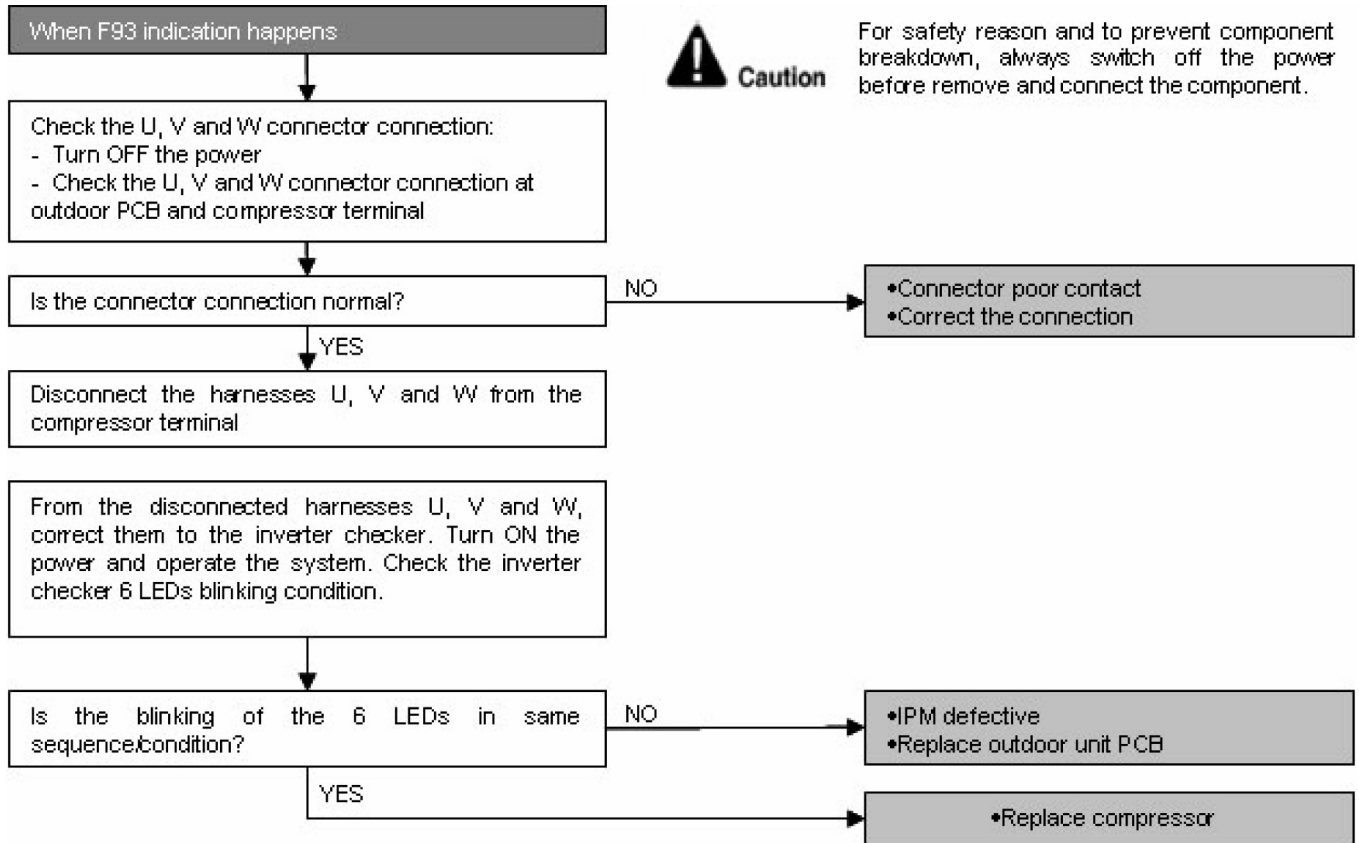 When F93 indication happens
Caution
For safety reason and to prevent component
breakdown, always switch off the power
before remove and connect the component.
Check the U, V and W connector connection:
- Turn OFF the power
- Check the U, V and W connector connection at
outdoor PCB and compressor terminal
Is the connector connection normal?
NO
•Connector poor contact
•Correct the connection
YES
Disconnect the harnesses U, V and W from the
compressor terminal
From the disconnected harnesses U, V and W,
correct them to the inverter checker. Turn ON the
power and operate the system. Check the inverter
checker 6 LEDs blinking condition.
Is the blinking of the 6 LEDs in same
sequence/condition?
NO
•IPM defective
•Replace outdoor unit PCB
YES
•Replace compressor